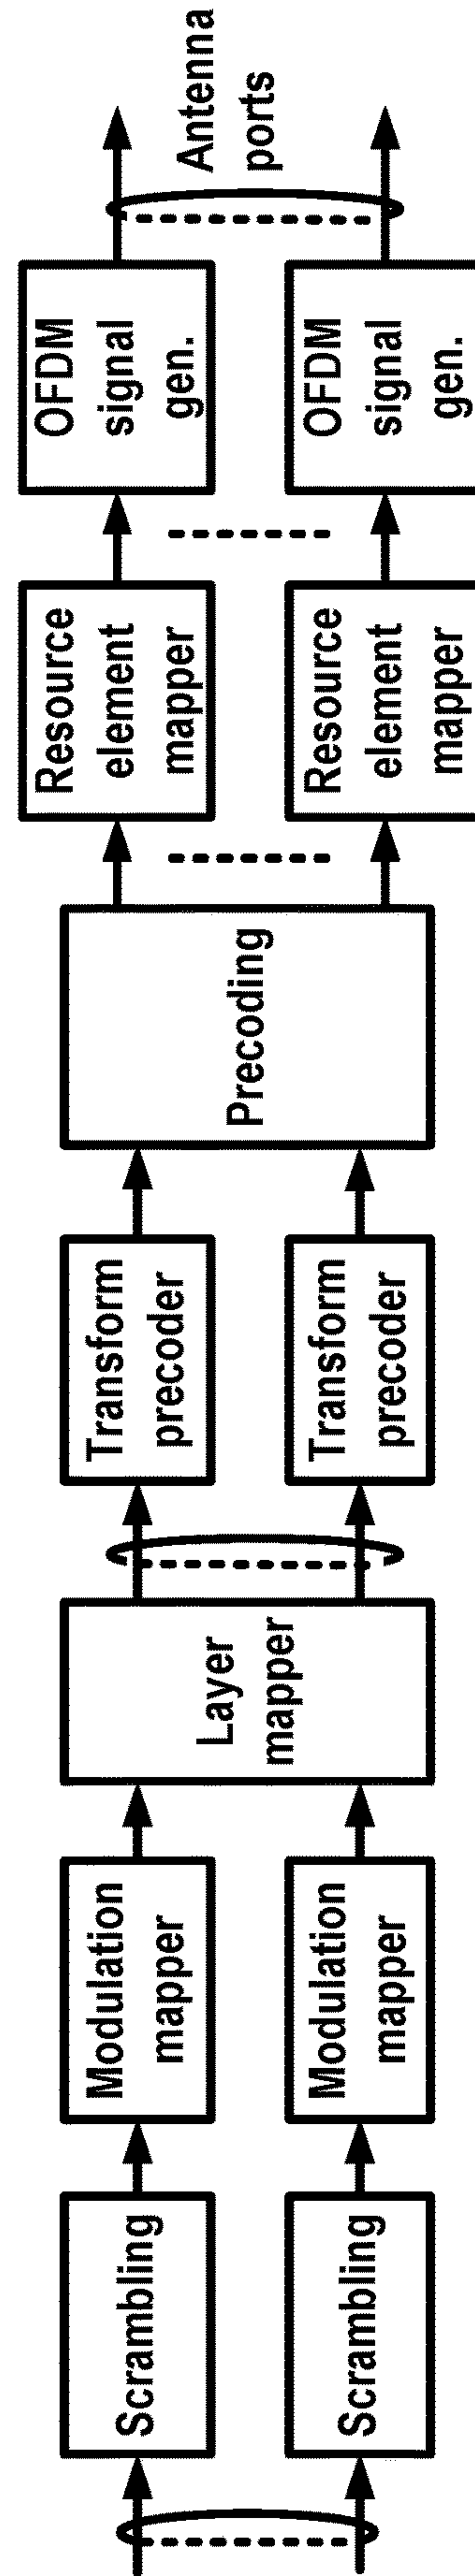 Scrambling
Scrambling
Modulation
mapper
Modulation
mapper
Layer
mapper
Transform
precoder
Transform
precoder
Precoding
Resource
element
mapper
Resource
element
mapper
OFDM
signal
gen.
OFDM
signal
gen.
Antenna
ports